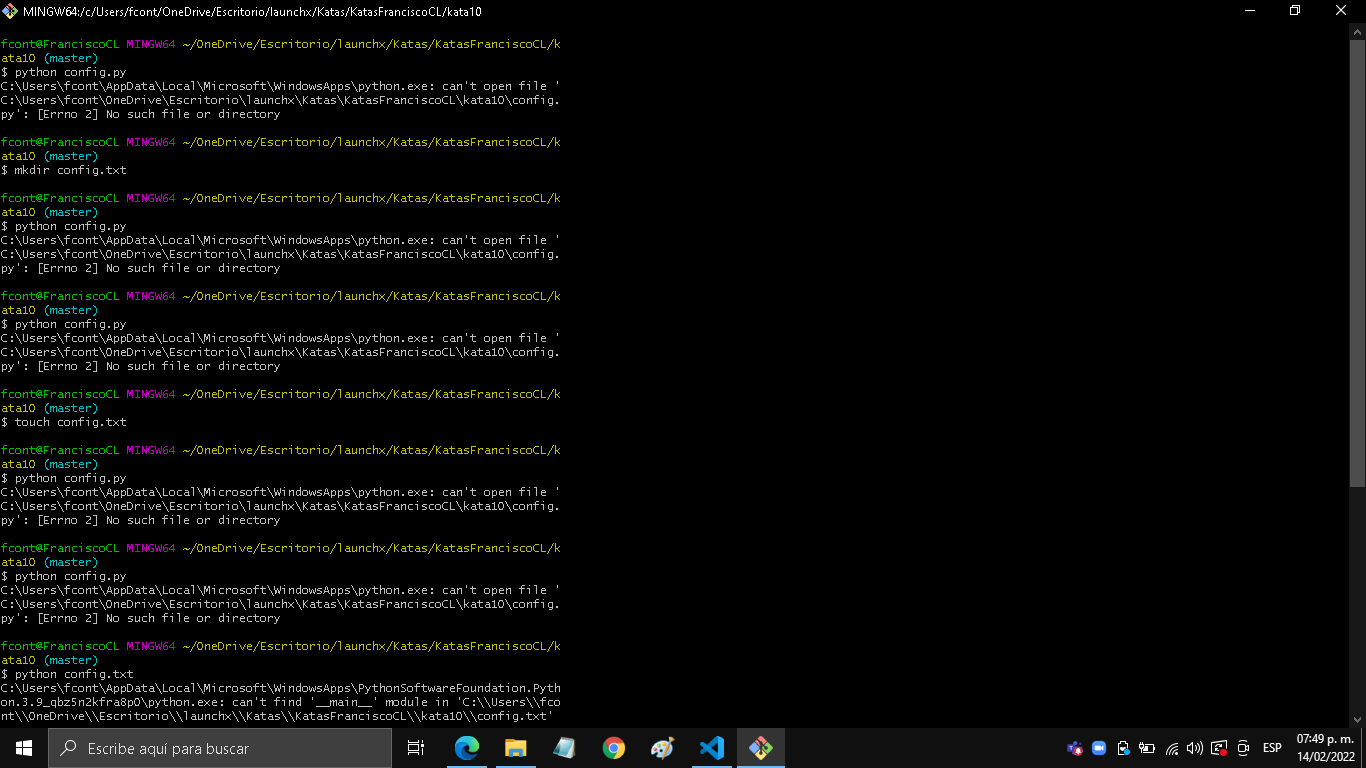 MINGW64:/c/Users/fcont/OneDrive/Escritorio/launchx/Katas/KatasFranciscoCL/kata10
fcont@FranciscoCL MINGW64 ~/OneDrive/Escritorio/launchx/Katas/KatasFranciscoCL/k
ata10 (master)
$ python config.py
C:\Users\fcont\AppData\Local\Microsoft\WindowsApps\python.exe: can't open file '
C:\Users\fcont\OneDrive\Escritorio\launchx\Katas\KatasFranciscoCL\kata10\config.
py': [Errno 2] No such file or directory
fcont@FranciscoCL MINGW64 ~/OneDrive/Escritorio/launchx/Katas/KatasFranciscoCL/k
ata10 (master)
$ mkdir config.txt
fcont@FranciscoCL MINGW64 ~/OneDrive/Escritorio/launchx/Katas/KatasFranciscoCL/k
ata10 (master)
$ python config.py
C:\Users\fcont\AppData\Local\Microsoft\WindowsApps\python.exe: can't open file '
C:\Users\fcont\OneDrive\Escritorio\launchx\Katas\KatasFranciscoCL\kata10\config.
py': [Errno 2] No such file or directory
fcont@FranciscoCL MINGW64 ~/OneDrive/Escritorio/launchx/Katas/KatasFranciscoCL/k
ata10 (master)
$ python config.py
C:\Users\fcont\AppData\Local\Microsoft\WindowsApps\python.exe: can't open file '
C:\Users\fcont\OneDrive\Escritorio\launchx\Katas\KatasFranciscoCL\kata10\config.
py': [Errno 2] No such file or directory
fcont@FranciscoCL MINGW64 ~/OneDrive/Escritorio/launchx/Katas/KatasFranciscoCL/k
ata10 (master)
$ touch config.txt
fcont@FranciscoCL MINGW64 ~/OneDrive/Escritorio/launchx/Katas/KatasFranciscoCL/k
ata10 (master)
$ python config.py
C:\Users\fcont\AppData\Local\Microsoft\WindowsApps\python.exe: can't open file '
C:\Users\fcont\OneDrive\Escritorio\launchx\Katas\KatasFranciscoCL\kata10\config.
py': [Errno 2] No such file or directory
fcont@FranciscoCL MINGW64 ~/OneDrive/Escritorio/launchx/Katas/KatasFranciscoCL/k
ata10 (master)
$ python config.py
C:\Users\fcont\AppData\Local\Microsoft\WindowsApps\python.exe: can't open file '
C:\Users\fcont\OneDrive\Escritorio\launchx\Katas\KatasFranciscoCL\kata10\config.
py': [Errno 2] No such file or directory
fcont@FranciscoCL MINGW64 ~/OneDrive/Escritorio/launchx/Katas/KatasFranciscoCL/k
ata10 (master)
$ python config.txt
C:\Users\fcont\AppData\Local\Microsoft\WindowsApps\PythonSoftwareFoundation.Pyth
on.3.9_qbz5n2kfra8p0\python.exe: can't find '__main__' module in 'C:\\Users\\fco
nt\\OneDrive\\Escritorio\\launchx\\Katas\\KatasFranciscoCL\\kata10\\config.txt'
Escribe aquí para buscar
ESP
07:49 p. m.
14/02/2022